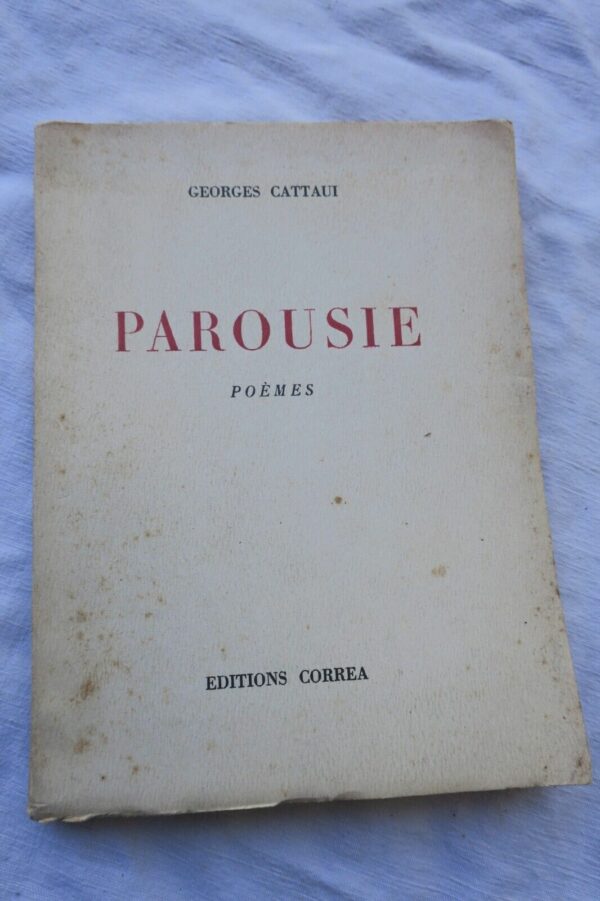 GEORGES CATTAUI
PAROUSIE
POÈMES
EDITIONS CORREA